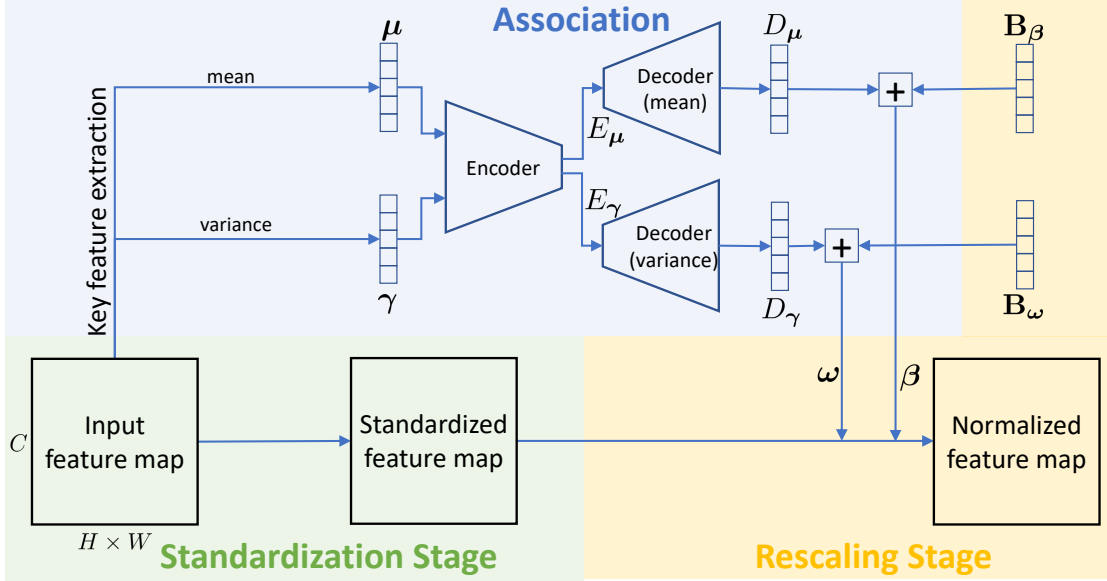 Association
μ
D_μ
B_β
mean
Decoder
(mean)
+
Key feature extraction
E_μ
Encoder
E_γ
variance
Decoder
(variance)
+
γ
D_γ
B_ω
ω
β
Input
feature map
C
H × W
Standardized
feature map
Normalized
feature map
Standardization Stage
Rescaling Stage